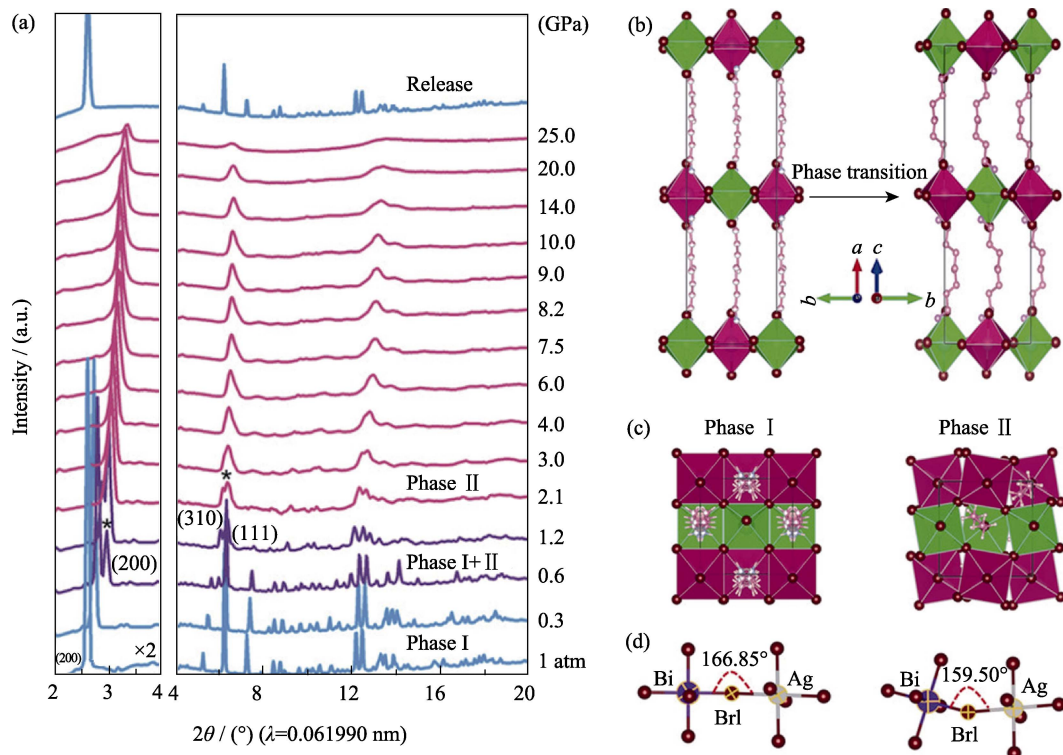 (a)
(GPa)
Release
25.0
20.0
14.0
10.0
9.0
8.2
7.5
6.0
4.0
3.0
*
Phase Ⅱ
2.1
(310)
(111)
1.2
*
(200)
Phase Ⅰ+Ⅱ
0.6
0.3
(200)
×2
Phase Ⅰ
1 atm
2 3 4 4 8 12 16 20
Intensity / (a.u.)
2θ / (°) (λ=0.061990 nm)
(b)
Phase transition
a c
b b
(c)
Phase Ⅰ Phase Ⅱ
(d)
166.85°
Bi Ag
Brl
159.50°
Bi Ag
Brl